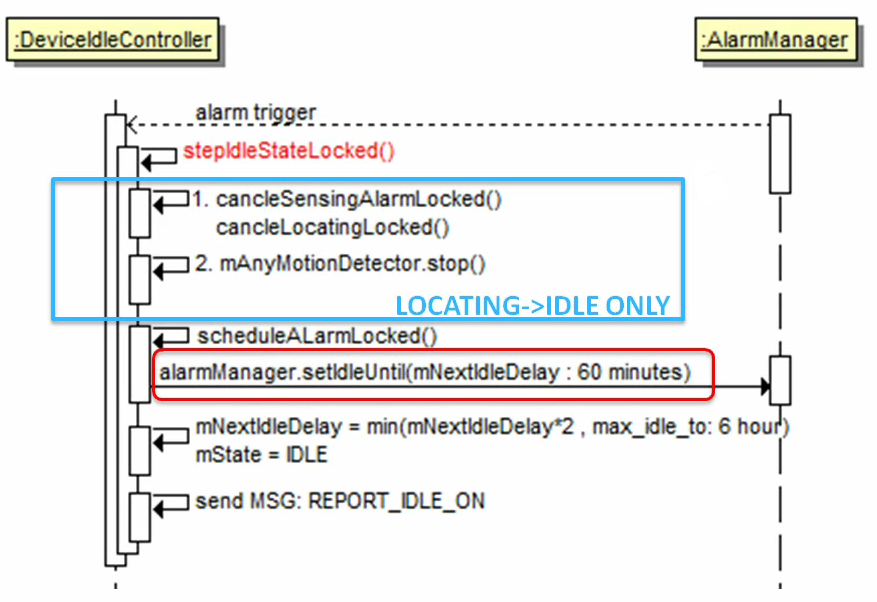 :DeviceIdleController
:AlarmManager
alarm trigger
stepIdleStateLocked()
1. cancleSensingAlarmLocked()
cancleLocatingLocked()
2. mAnyMotionDetector.stop()
LOCATING->IDLE ONLY
scheduleALarmLocked()
alarmManager.setIdleUntil(mNextIdleDelay : 60 minutes)
mNextIdleDelay = min(mNextIdleDelay*2 , max_idle_to: 6 hour)
mState = IDLE
send MSG: REPORT_IDLE_ON